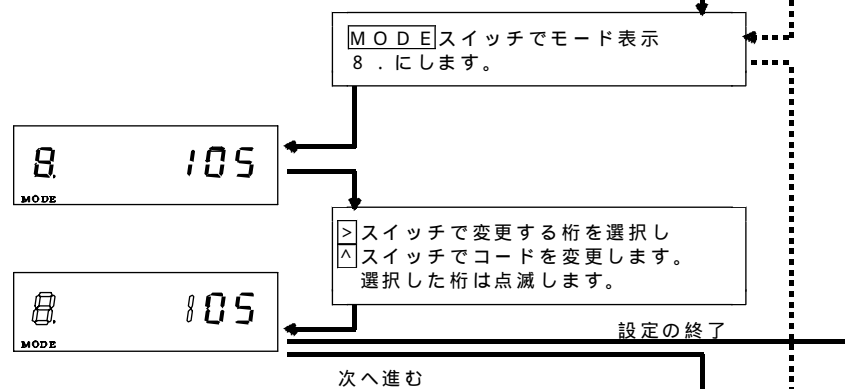 MODEスイッチでモード表示
8.にします。
8. 105
MODE
>スイッチで変更する桁を選択し
^スイッチでコードを変更します。
選択した桁は点滅します。
8. 105
MODE
設定の終了
次へ進む